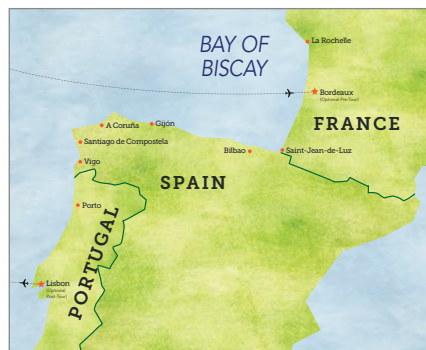 BAY OF
BISCAY
La Rochelle
Bordeaux
(Optional Pre-Tour)
FRANCE
A Coruña
Gijón
Santiago de Compostela
Bilbao
Saint-Jean-de-Luz
Vigo
SPAIN
Porto
PORTUGAL
Lisbon
(Optional
Post-Tour)